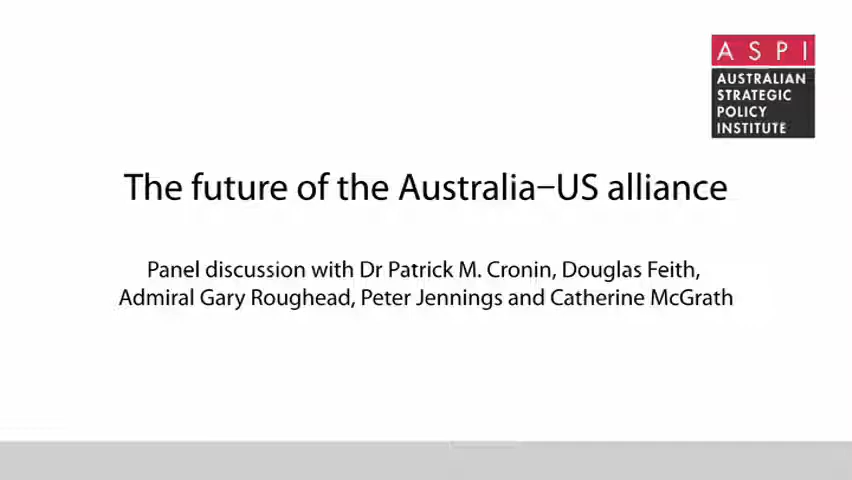 ASPI
AUSTRALIAN
STRATEGIC
POLICY
INSTITUTE
The future of the Australia–US alliance
Panel discussion with Dr Patrick M. Cronin, Douglas Feith,
Admiral Gary Roughead, Peter Jennings and Catherine McGrath